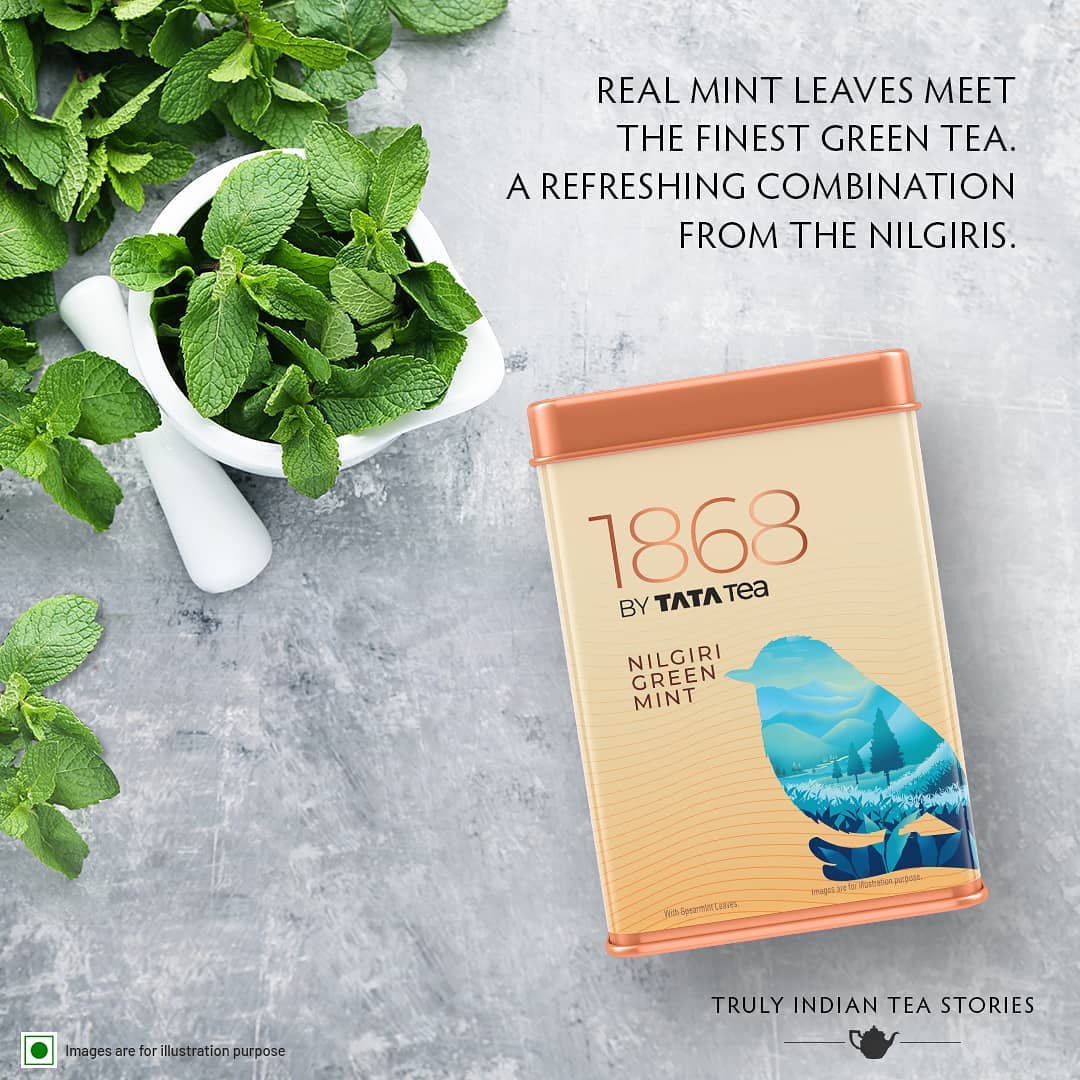 REAL MINT LEAVES MEET
THE FINEST GREEN TEA.
A REFRESHING COMBINATION
FROM THE NILGIRIS.
1868
BY TATA TEA
NILGIRI
GREEN
MINT
Images are for illustration purpose.
With Spearmint Leaves.
TRULY INDIAN TEA STORIES
Images are for illustration purpose